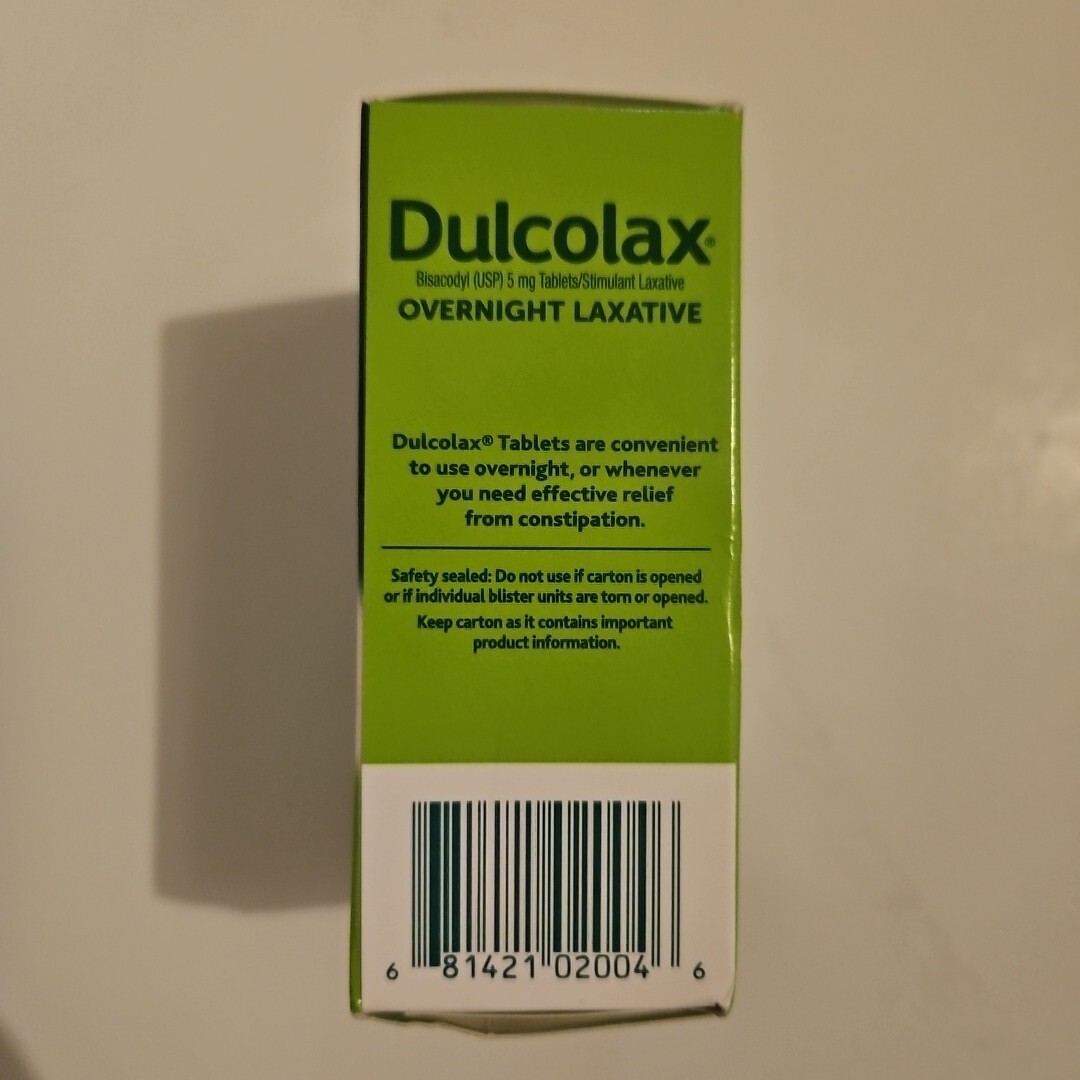 Dulcolax®
Bisacodyl (USP) 5 mg Tablets/Stimulant Laxative
OVERNIGHT LAXATIVE
Dulcolax® Tablets are convenient
to use overnight, or whenever
you need effective relief
from constipation.
Safety sealed: Do not use if carton is opened
or if individual blister units are torn or opened.
Keep carton as it contains important
product information.
6 81421 02004 6